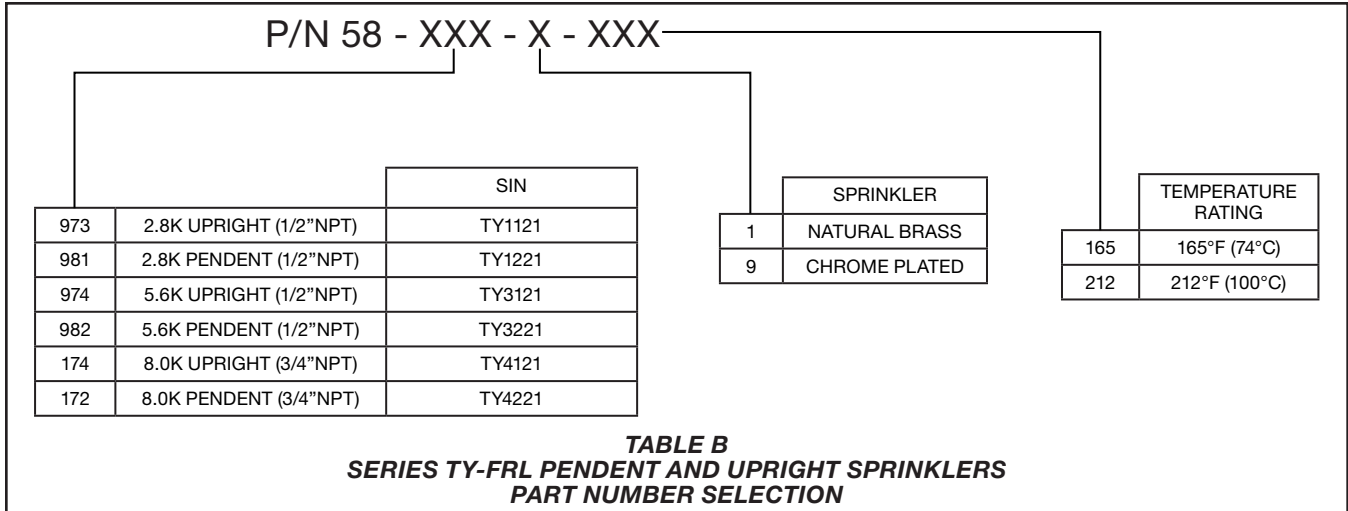 P/N 58 - XXX - X - XXX
SIN
973 2.8K UPRIGHT (1/2”NPT) TY1121
981 2.8K PENDENT (1/2”NPT) TY1221
974 5.6K UPRIGHT (1/2”NPT) TY3121
982 5.6K PENDENT (1/2”NPT) TY3221
174 8.0K UPRIGHT (3/4”NPT) TY4121
172 8.0K PENDENT (3/4”NPT) TY4221
SPRINKLER
1 NATURAL BRASS
9 CHROME PLATED
TEMPERATURE
RATING
165 165°F (74°C)
212 212°F (100°C)
TABLE B
SERIES TY-FRL PENDENT AND UPRIGHT SPRINKLERS
PART NUMBER SELECTION